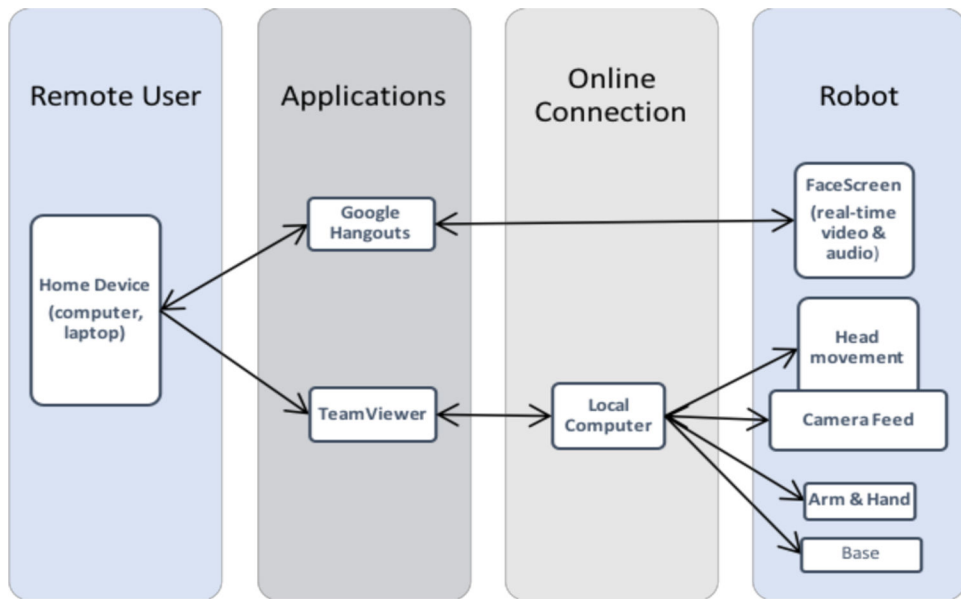 Remote User
Applications
Online
Connection
Robot
Home Device
(computer,
laptop)
Google
Hangouts
TeamViewer
Local
Computer
FaceScreen
(real-time
video &
audio)
Head
movement
Camera Feed
Arm & Hand
Base